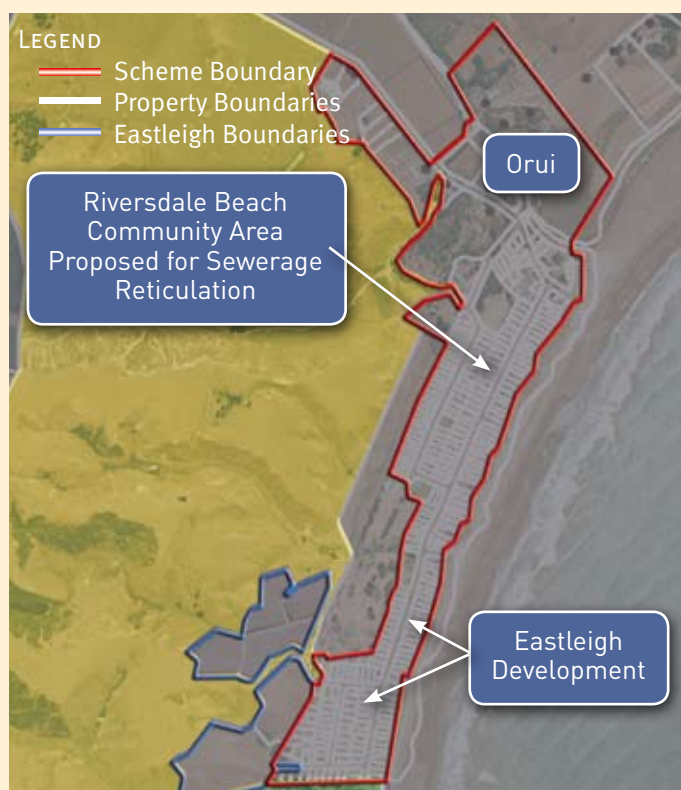 LEGEND
Scheme Boundary
Property Boundaries
Eastleigh Boundaries
Orui
Riversdale Beach
Community Area
Proposed for Sewerage
Reticulation
Eastleigh
Development